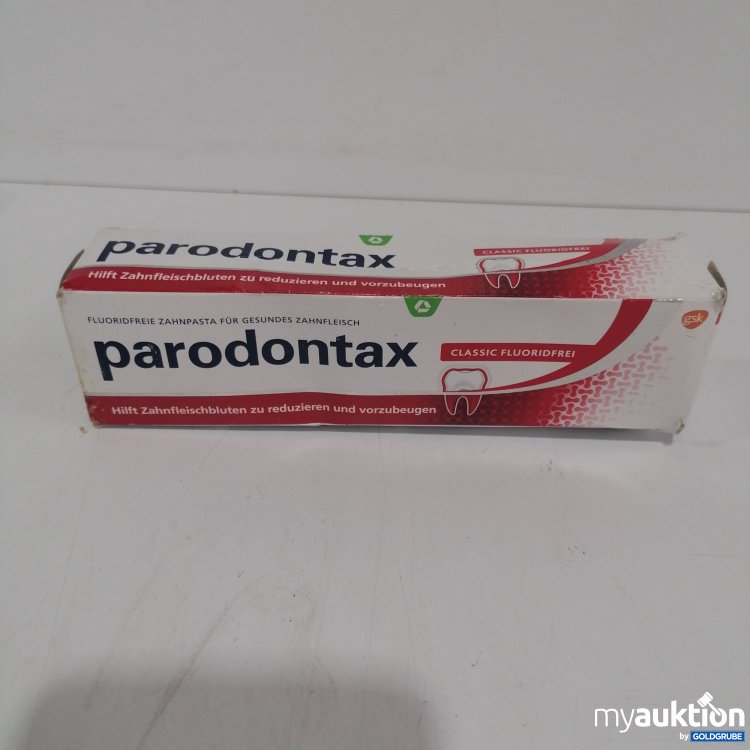 parodontax
CLASSIC FLUORIDFREI
Hilft Zahnfleischbluten zu reduzieren und vorzubeugen
FLUORIDFREIE ZAHNPASTA FÜR GESUNDES ZAHNFLEISCH
parodontax
CLASSIC FLUORIDFREI
gsk
Hilft Zahnfleischbluten zu reduzieren und vorzubeugen
myauktion
by GOLDGRUBE